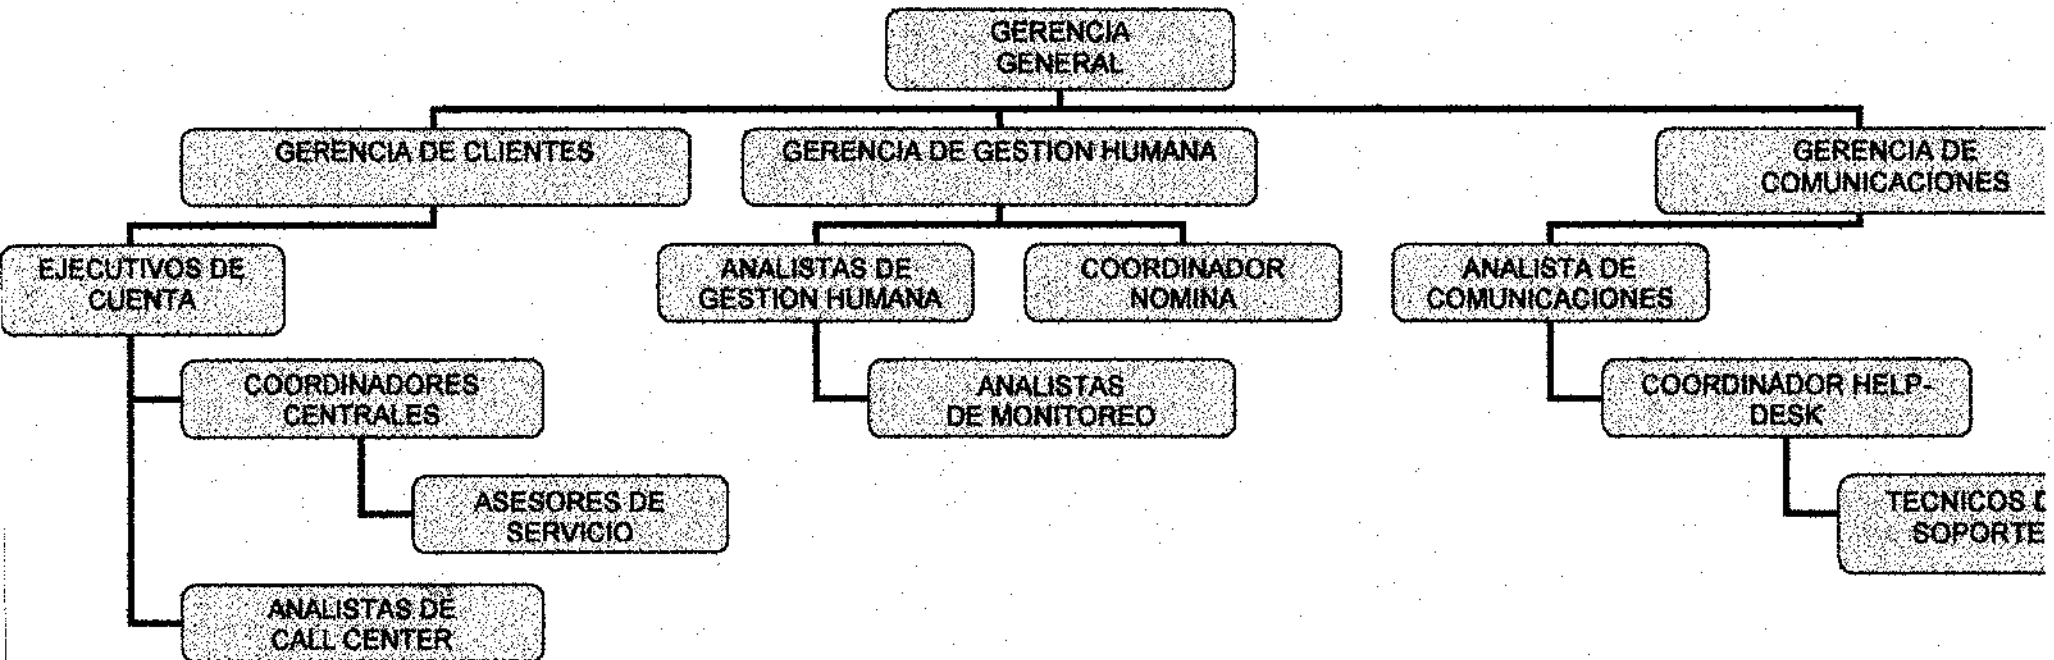 GERENCIA
GENERAL
GERENCIA DE CLIENTES
GERENCIA DE GESTION HUMANA
GERENCIA DE
COMUNICACIONES
EJECUTIVOS DE
CUENTA
ANALISTAS DE
GESTION HUMANA
COORDINADOR
NOMINA
ANALISTA DE
COMUNICACIONES
COORDINADORES
CENTRALES
ANALISTAS
DE MONITOREO
COORDINADOR HELP-
DESK
ASESORES DE
SERVICIO
TECNICOS
SOPORTE
ANALISTAS DE
CALL CENTER